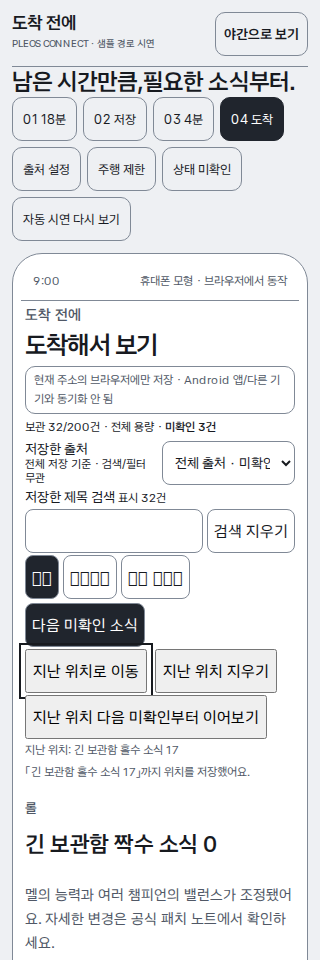 도착 전에
PLEOS CONNECT · 샘플 경로 시연
야간으로 보기
남은 시간만큼,필요한 소식부터.
01 18분
02 저장
03 4분
04 도착
출처 설정
주행 제한
상태 미확인
자동 시연 다시 보기
9:00
휴대폰 모형 · 브라우저에서 동작
도착 전에
도착해서 보기
현재 주소의 브라우저에만 저장 · Android 앱/다른 기
기와 동기화 안 됨
보관 32/200건 · 전체 용량 · 미확인 3건
저장한 출처
전체 저장 기준 · 검색/필터
무관
전체 출처 · 미확인
저장한 제목 검색 표시 32건
검색 지우기
다음 미확인 소식
지난 위치로 이동
지난 위치 지우기
지난 위치 다음 미확인부터 이어보기
지난 위치: 긴 보관함 홀수 소식 17
「긴 보관함 홀수 소식 17」까지 위치를 저장했어요.
롤
긴 보관함 짝수 소식 0
멜의 능력과 여러 챔피언의 밸런스가 조정됐어
요. 자세한 변경은 공식 패치 노트에서 확인하
세요.